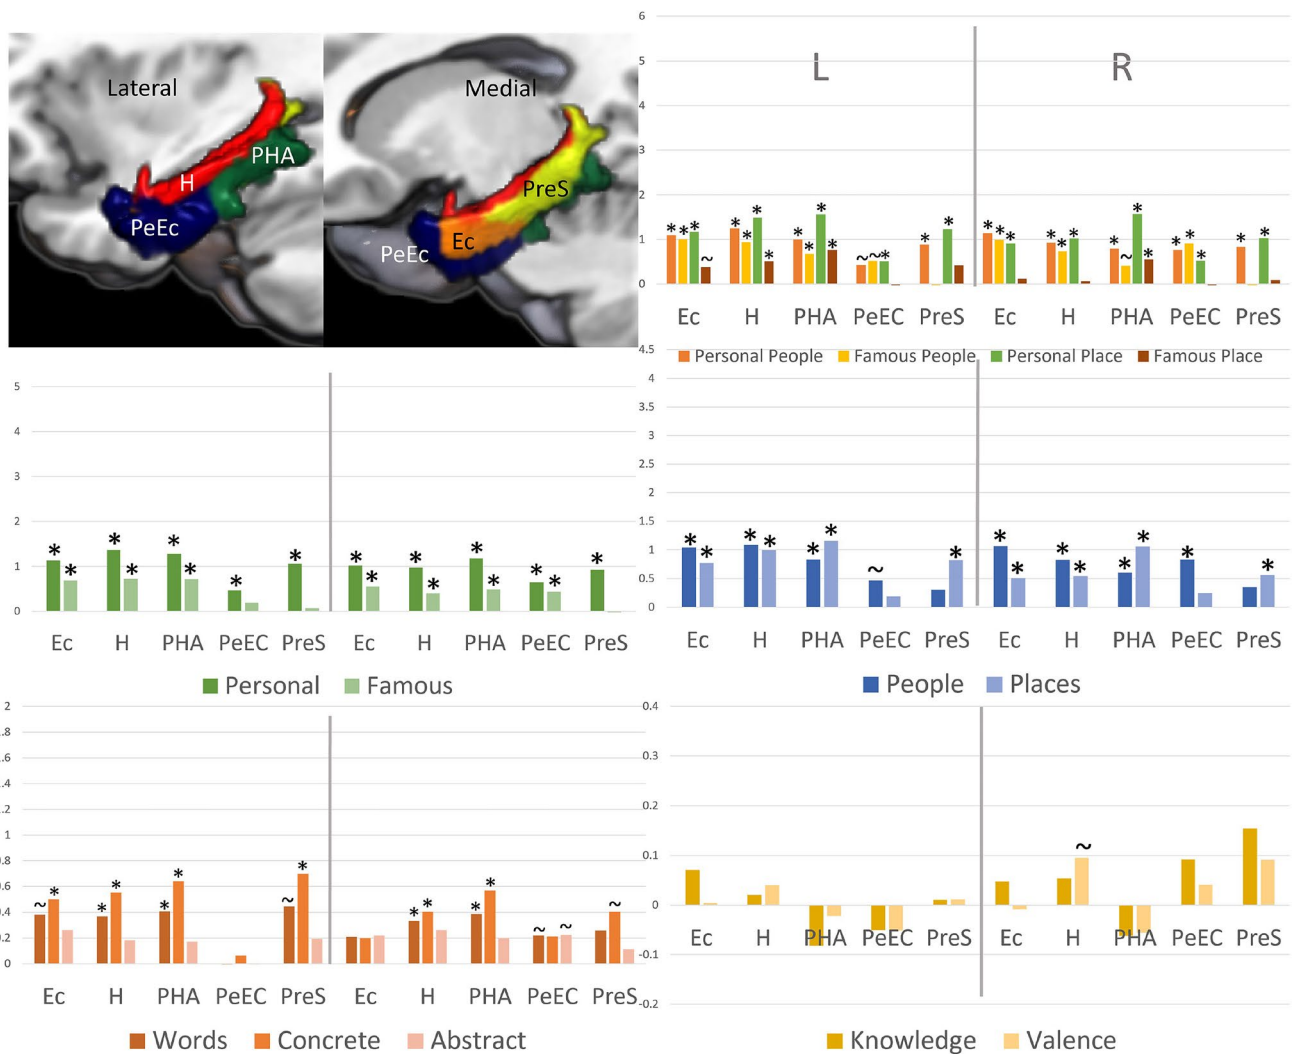 Lateral
PHA
H
PeEc
Medial
PreS
Ec
PeEc
6
5
4
3
2
1
0
L
R
* * * ~
* * * *
* * * *
~ ~ *
* *
* * *
* * *
* ~ * *
* * *
* *
Ec H PHA PeEC PreS Ec H PHA PeEC PreS
Personal People Famous People Personal Place Famous Place
5
4
3
2
1
0
* * * * * * * * * * * * * * * *
Ec H PHA PeEC PreS Ec H PHA PeEC PreS
Personal Famous
4.5
4
3.5
3
2.5
2
1.5
1
0.5
0
* * * * * * ~ * * * * * * * * *
Ec H PHA PeEC PreS Ec H PHA PeEC PreS
People Places
2
1.8
1.6
1.4
1.2
1
0.8
0.6
0.4
0.2
0
~ * * * * * ~ * * * * * ~ ~ ~
Ec H PHA PeEC PreS Ec H PHA PeEC PreS
Words Concrete Abstract
0.4
0.3
0.2
0.1
0
-0.1
-0.2
~
Ec H PHA PeEC PreS Ec H PHA PeEC PreS
Knowledge Valence